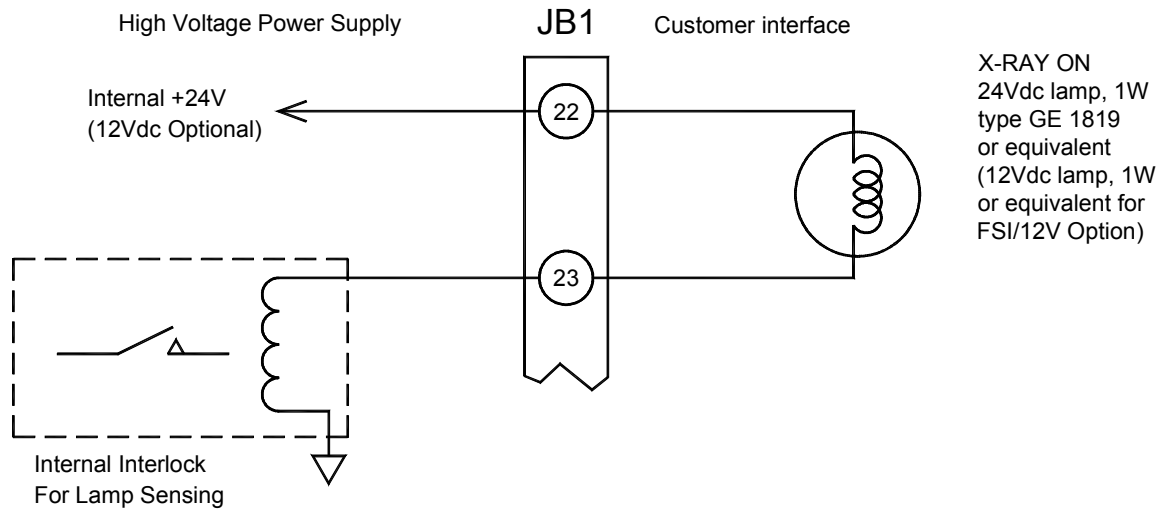 High Voltage Power Supply
JB1
Customer interface
Internal +24V
(12Vdc Optional)
22
X-RAY ON
24Vdc lamp, 1W
type GE 1819
or equivalent
(12Vdc lamp, 1W
or equivalent for
FSI/12V Option)
23
Internal Interlock
For Lamp Sensing